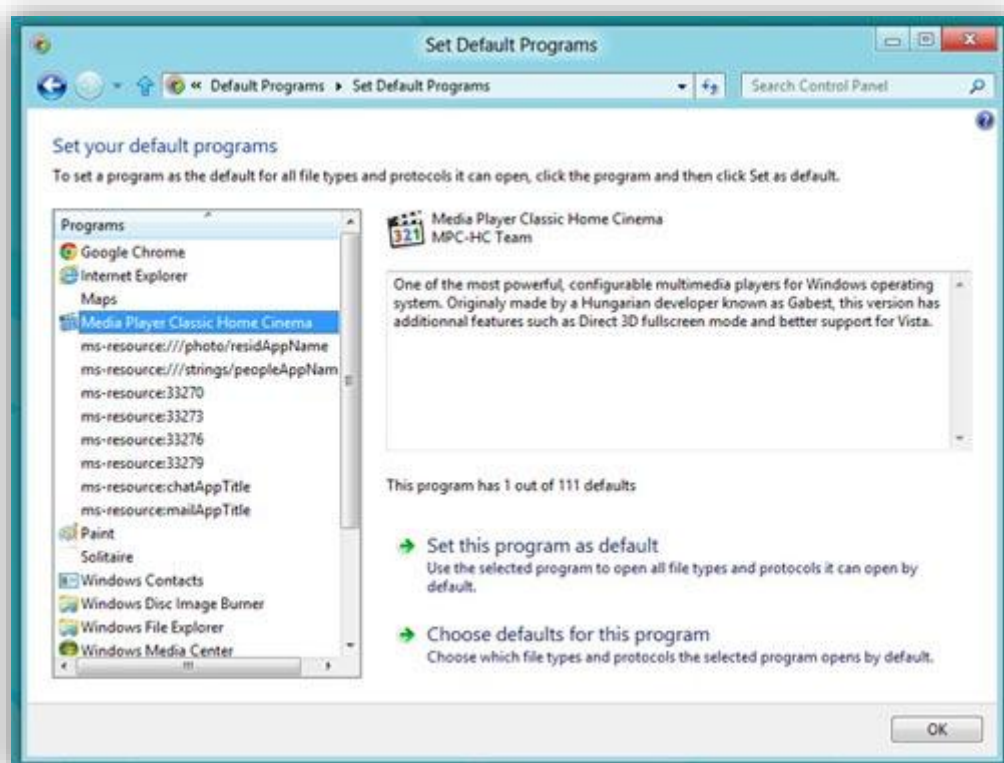 Set Default Programs
« Default Programs ▸ Set Default Programs
Search Control Panel
Set your default programs
To set a program as the default for all file types and protocols it can open, click the program and then click Set as default.
Programs
Google Chrome
Internet Explorer
Maps
Media Player Classic Home Cinema
ms-resource:///photo/residAppName
ms-resource:///strings/peopleAppNam
ms-resource:33270
ms-resource:33273
ms-resource:33276
ms-resource:33279
ms-resource:chatAppTitle
ms-resource:mailAppTitle
Paint
Solitaire
Windows Contacts
Windows Disc Image Burner
Windows File Explorer
Windows Media Center
321
Media Player Classic Home Cinema
MPC-HC Team
One of the most powerful, configurable multimedia players for Windows operating
system. Originaly made by a Hungarian developer known as Gabest, this version has
additionnal features such as Direct 3D fullscreen mode and better support for Vista.
This program has 1 out of 111 defaults
Set this program as default
Use the selected program to open all file types and protocols it can open by
default.
Choose defaults for this program
Choose which file types and protocols the selected program opens by default.
OK